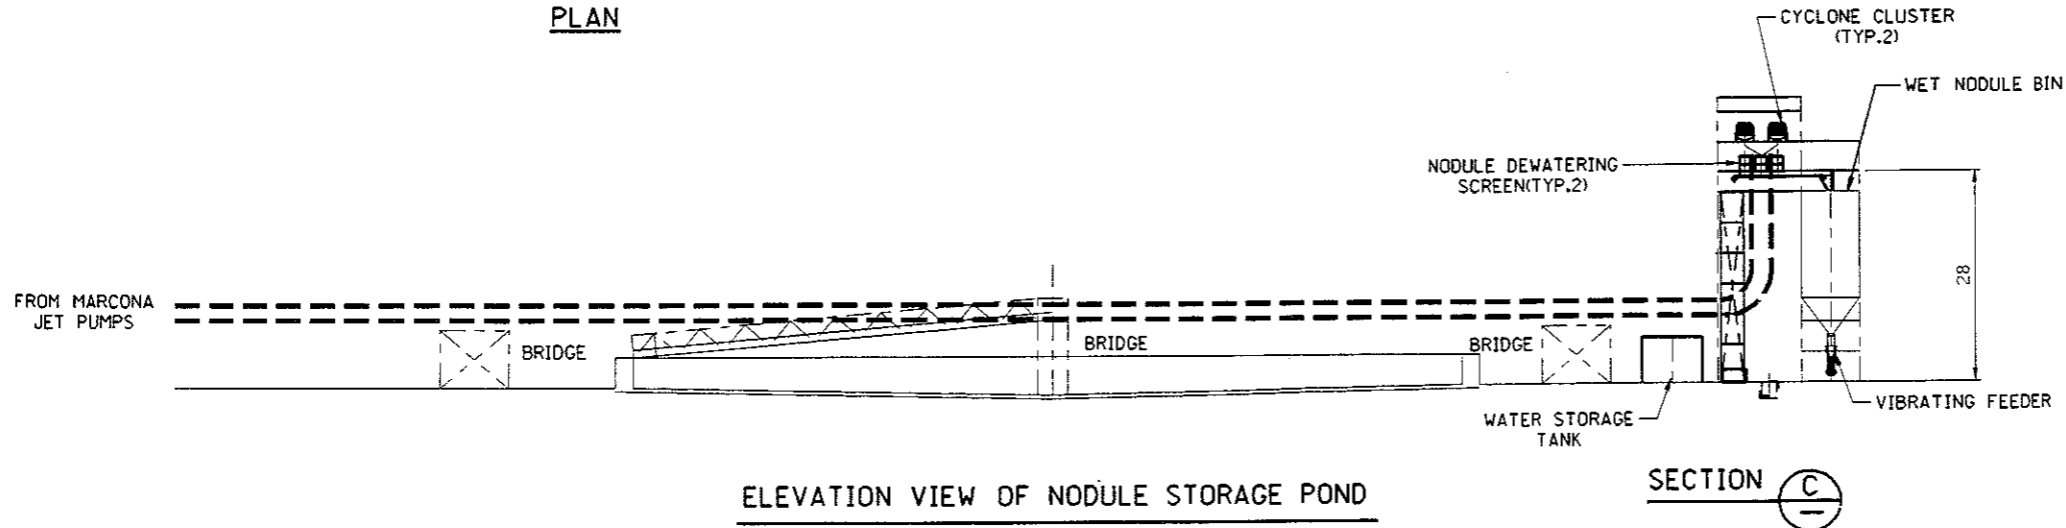 PLAN
CYCLONE CLUSTER
(TYP.2)
WET NODULE BIN
NODULE DEWATERING
SCREEN(TYP.2)
28
FROM MARCONA
JET PUMPS
BRIDGE
BRIDGE
BRIDGE
WATER STORAGE
TANK
VIBRATING FEEDER
ELEVATION VIEW OF NODULE STORAGE POND
SECTION C